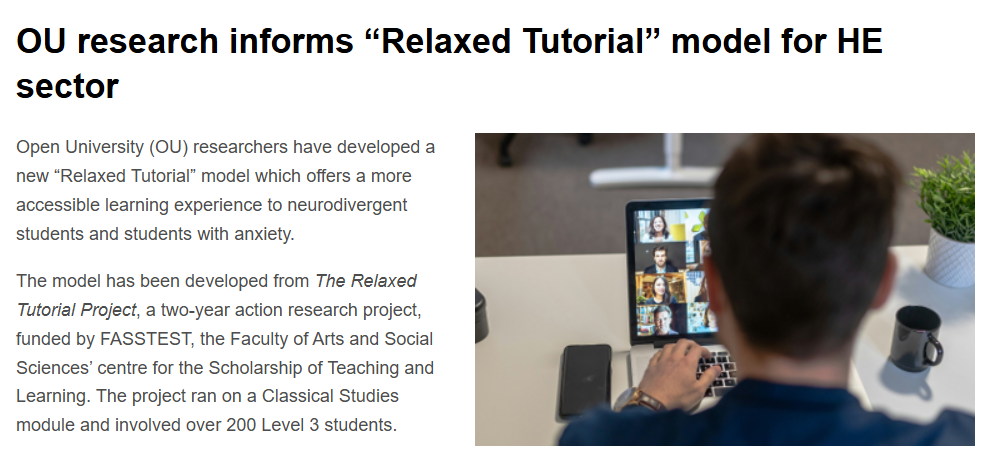 OU research informs “Relaxed Tutorial” model for HE
sector
Open University (OU) researchers have developed a
new “Relaxed Tutorial” model which offers a more
accessible learning experience to neurodivergent
students and students with anxiety.
The model has been developed from The Relaxed
Tutorial Project, a two-year action research project,
funded by FASSTEST, the Faculty of Arts and Social
Sciences’ centre for the Scholarship of Teaching and
Learning. The project ran on a Classical Studies
module and involved over 200 Level 3 students.